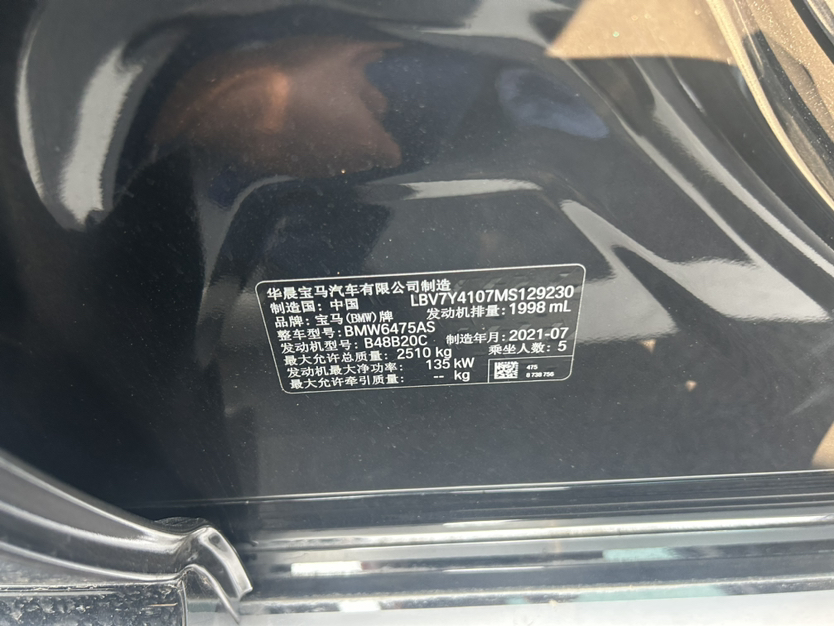 华晨宝马汽车有限公司制造
制造国：中国 LBV7Y4107MS129230
品牌：宝马(BMW)牌 发动机排量：1998 mL
整车型号：BMW6475AS
发动机型号：B48B20C 制造年月：2021-07
最大允许总质量：2510 kg 乘坐人数：5
发动机最大净功率：135 kW
最大允许牵引质量：-- kg
475
8 738 756